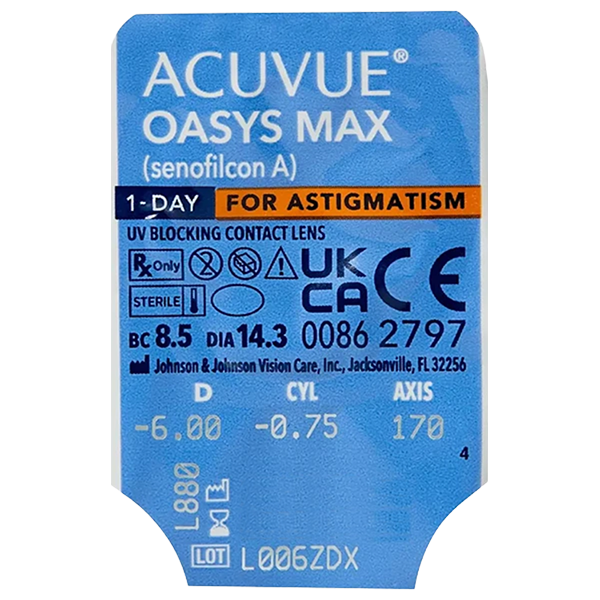 ACUVUE®
OASYS MAX
(senofilcon A)
1-DAY FOR ASTIGMATISM
UV BLOCKING CONTACT LENS
Rx Only
UK CA CE
STERILE
BC 8.5 DIA 14.3 0086 2797
Johnson & Johnson Vision Care, Inc., Jacksonville, FL 32256
D CYL AXIS
-6.00 -0.75 170
4
L880
LOT L006ZDX